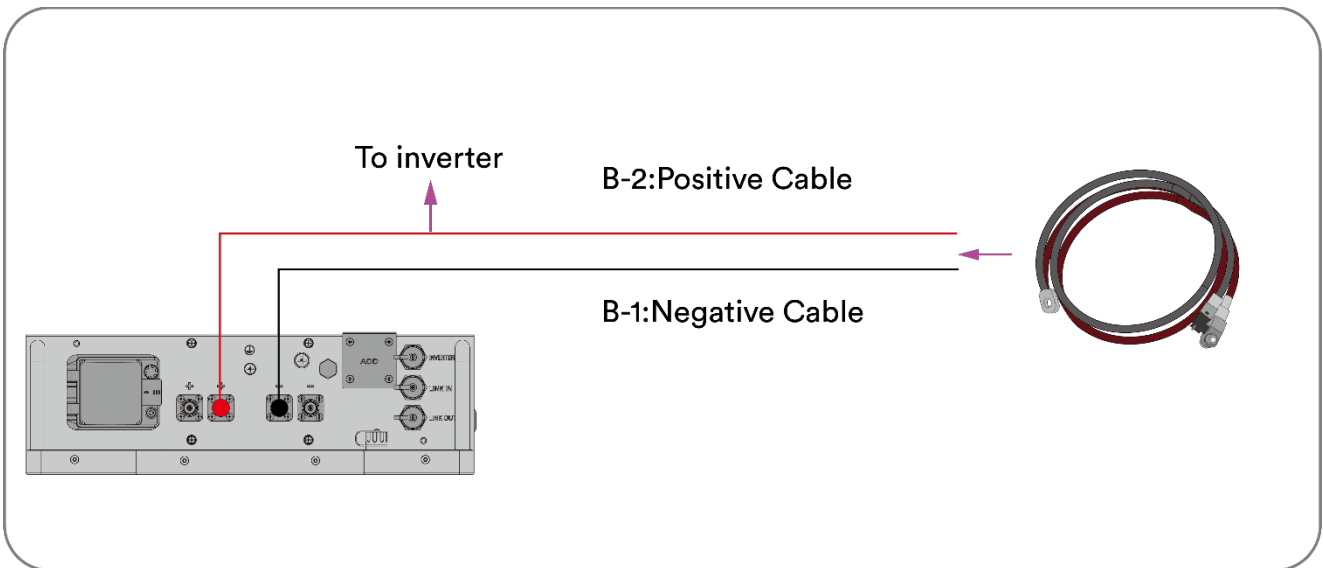 To inverter
B-2:Positive Cable
B-1:Negative Cable
ADD
INVERTER
LINK IN
LINK OUT